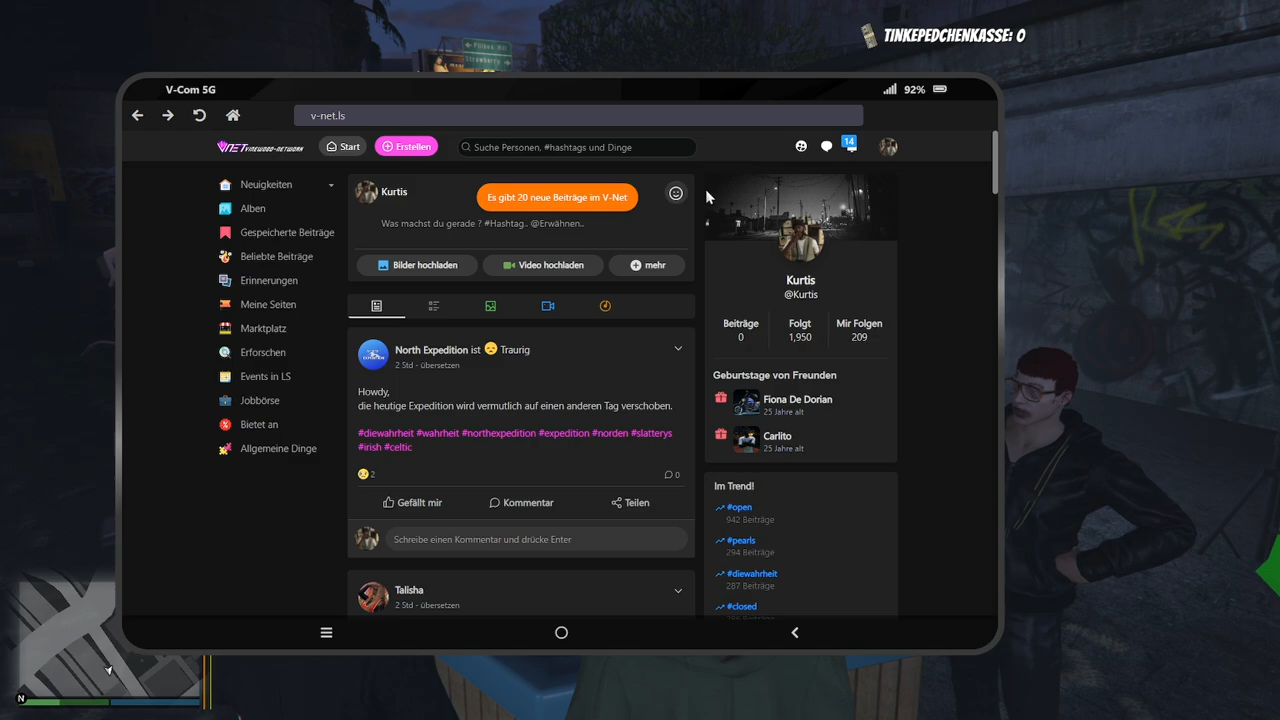 TINKEPEDCHENKASSE: 0
← Pillbox Hill
Strawberry →
V-Com 5G
92%
v-net.ls
VNET VINEWOOD-NETWORK
Start
Erstellen
Suche Personen, #hashtags und Dinge
14
Neuigkeiten
Alben
Gespeicherte Beiträge
Beliebte Beiträge
Erinnerungen
Meine Seiten
Marktplatz
Erforschen
Events in LS
Jobbörse
Bietet an
Allgemeine Dinge
Kurtis
Es gibt 20 neue Beiträge im V-Net
Was machst du gerade ? #Hashtag.. @Erwähnen..
Bilder hochladen
Video hochladen
mehr
North Expedition ist 😞 Traurig
2 Std - übersetzen
Howdy,
die heutige Expedition wird vermutlich auf einen anderen Tag verschoben.
#diewahrheit #wahrheit #northexpedition #expedition #norden #slatterys
#irish #celtic
2
0
Gefällt mir
Kommentar
Teilen
Schreibe einen Kommentar und drücke Enter
Talisha
2 Std - übersetzen
Kurtis
@Kurtis
Beiträge
0
Folgt
1,950
Mir Folgen
209
Geburtstage von Freunden
Fiona De Dorian
25 Jahre alt
Carlito
25 Jahre alt
Im Trend!
#open
942 Beiträge
#pearls
294 Beiträge
#diewahrheit
287 Beiträge
#closed
N